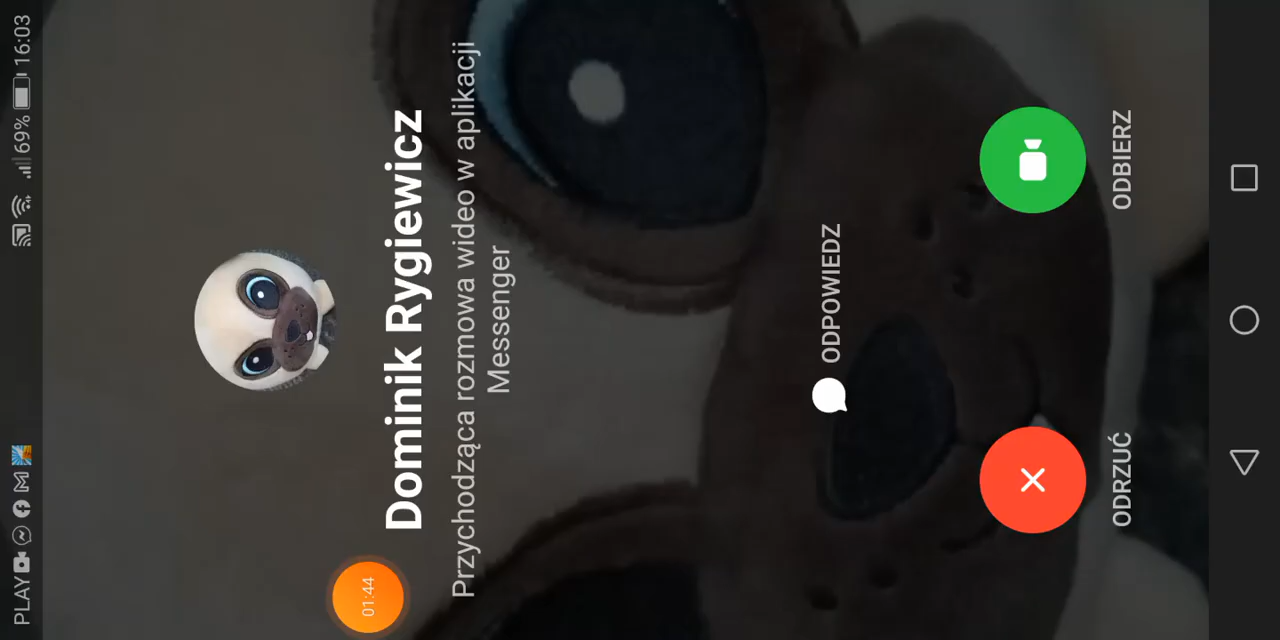 PLAY 69% 16:03
Dominik Rygiewicz
Przychodząca rozmowa wideo w aplikacji
Messenger
01:44
ODPOWIEDZ
ODRZUĆ
ODBIERZ